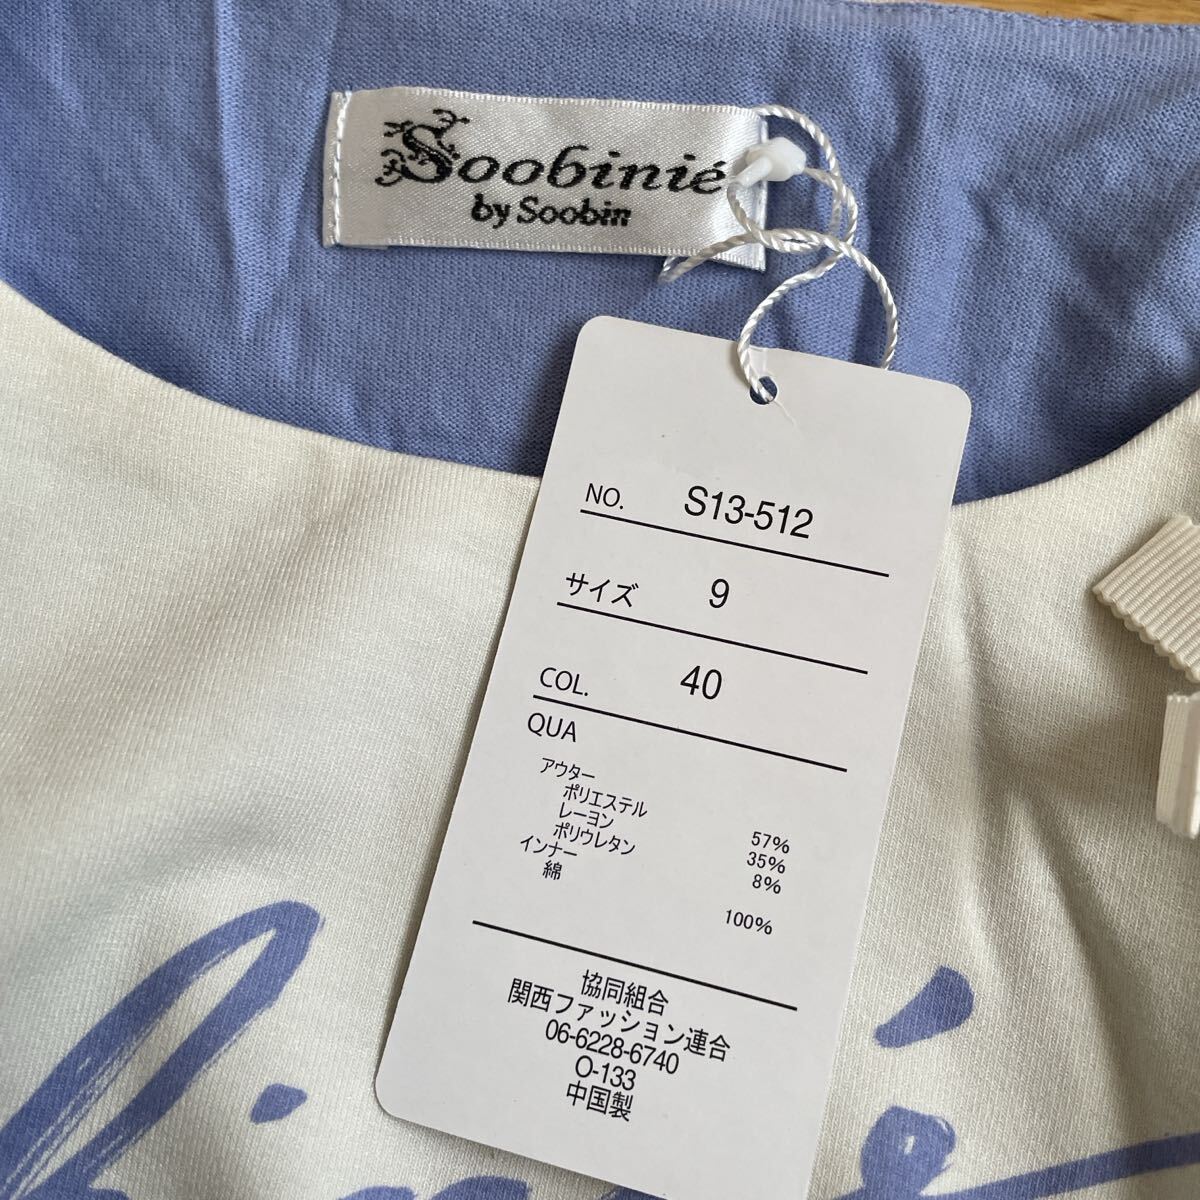 Soobinié
by Soobin
NO. S13-512
サイズ 9
COL. 40
QUA
アウター
ポリエステル 57%
レーヨン 35%
ポリウレタン 8%
インナー
綿 100%
協同組合
関西ファッション連合
06-6228-6740
O-133
中国製